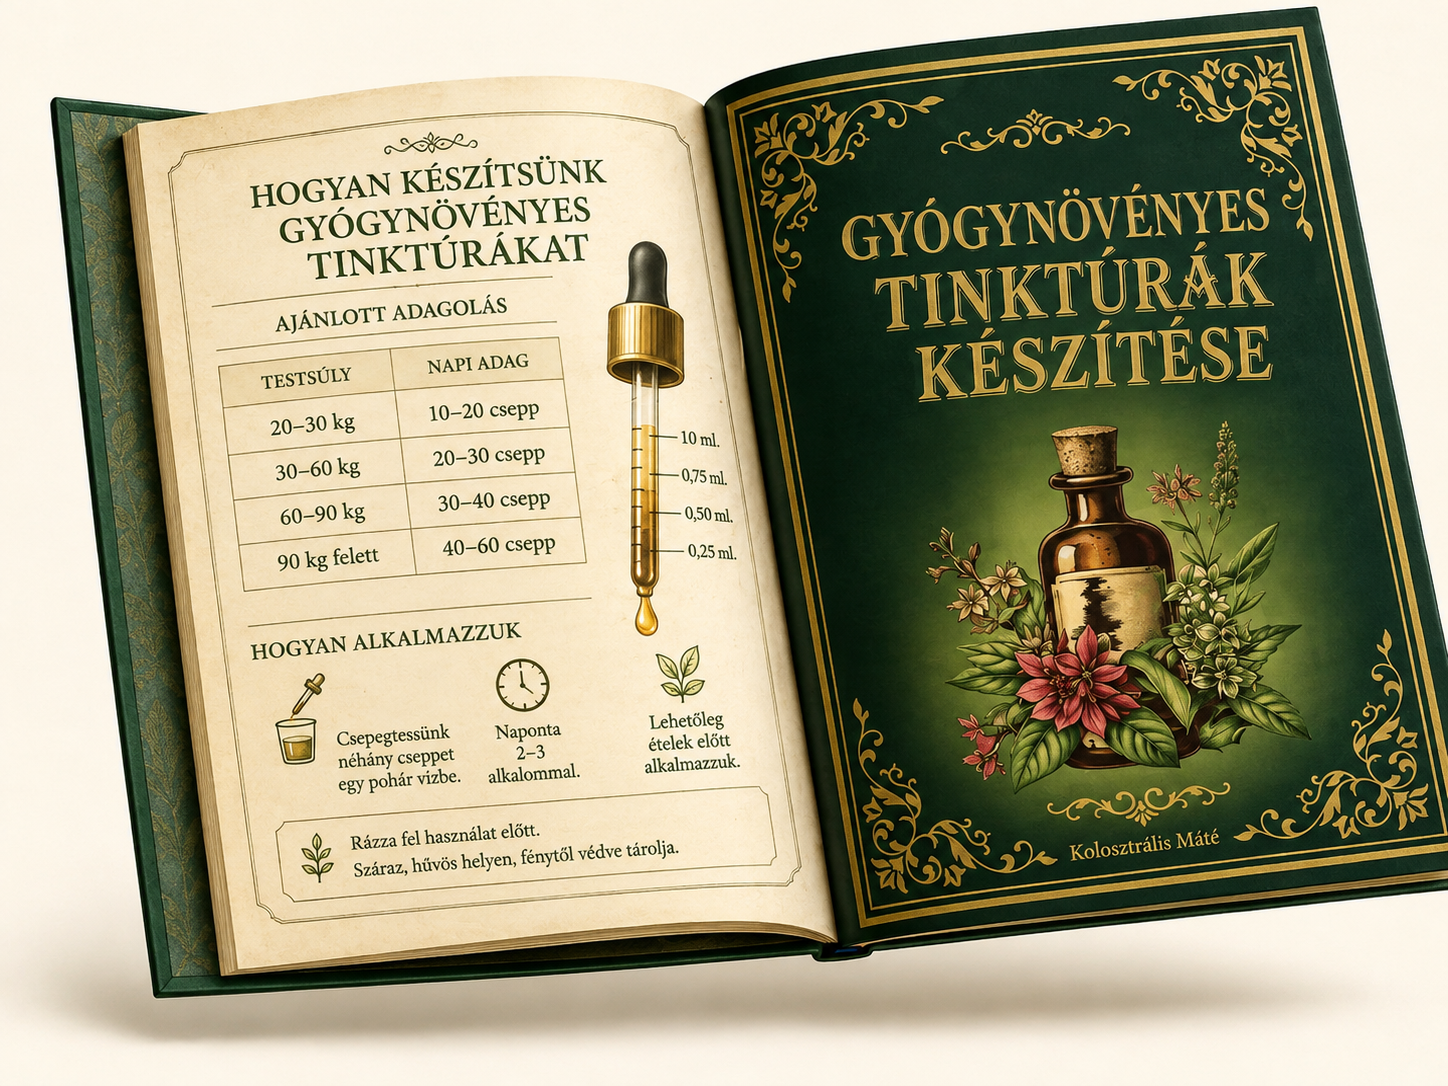 HOGYAN KÉSZÍTSÜNK
GYÓGYNÖVÉNYES
TINKTÚRÁKAT
AJÁNLOTT ADAGOLÁS
TESTSÚLY NAPI ADAG
20–30 kg 10–20 csepp
30–60 kg 20–30 csepp
60–90 kg 30–40 csepp
90 kg felett 40–60 csepp
10 ml.
0,75 ml.
0,50 ml.
0,25 ml.
HOGYAN ALKALMAZZUK
Csepegtessünk
néhány cseppet
egy pohár vizbe.
Naponta
2–3
alkalommal.
Lehetőleg
ételek előtt
alkalmazzuk.
Rázza fel használat előtt.
Száraz, hűvös helyen, fénytől védve tárolja.
GYÓGYNÖVÉNYES
TINKTÚRÁK
KÉSZÍTÉSE
Kolosztrális Máté